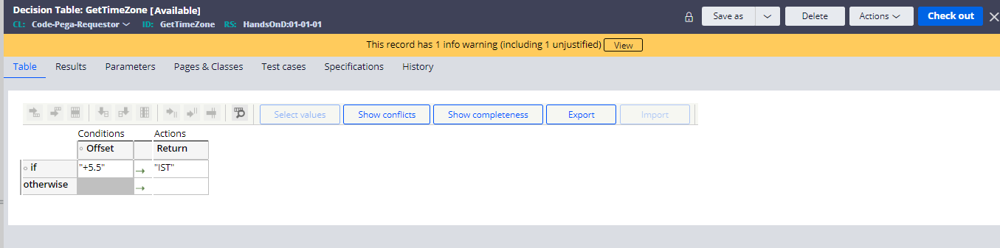 Decision Table: GetTimeZone [Available]
CL: Code-Pega-Requestor ID: GetTimeZone RS: HandsOnD:01-01-01
Save as Delete Actions Check out
This record has 1 info warning (including 1 unjustified) View
Table Results Parameters Pages & Classes Test cases Specifications History
Select values Show conflicts Show completeness Export Import
Conditions Actions
Offset Return
if "+5.5" "IST"
otherwise